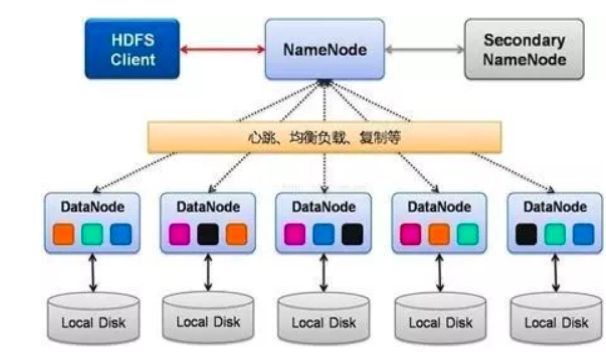 HDFS
Client
NameNode
Secondary
NameNode
心跳、均衡负载、复制等
DataNode
DataNode
DataNode
DataNode
DataNode
Local Disk
Local Disk
Local Disk
Local Disk
Local Disk